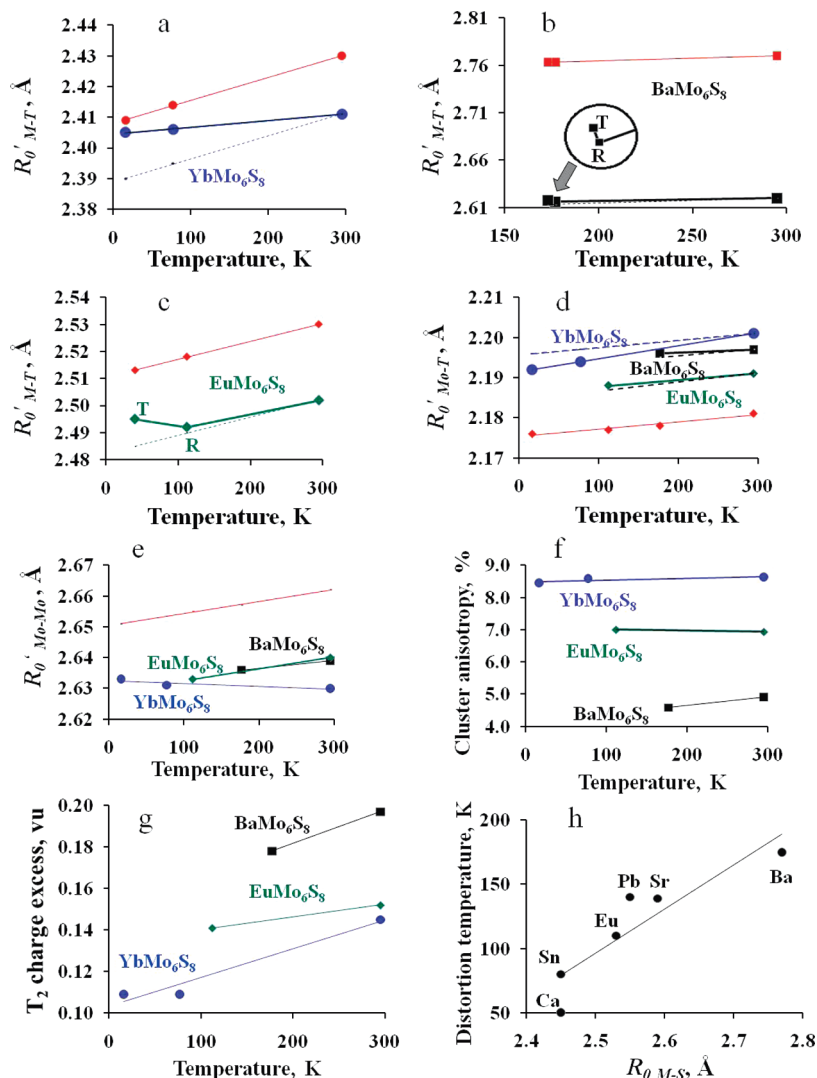 a
R₀′ M-T, Å
2.43
2.42
2.41
2.40
2.39
2.38
YbMo₆S₈
0 100 200 300
Temperature, K
b
R₀′ M-T, Å
2.76
2.71
2.66
2.61
BaMo₆S₈
T
R
150 200 250 300
Temperature, K
c
R₀′ M-T, Å
2.54
2.53
2.52
2.51
2.50
2.49
2.48
EuMo₆S₈
T
R
0 100 200 300
Temperature, K
d
R₀′ Mo-T, Å
2.21
2.20
2.19
2.18
2.17
YbMo₆S₈
BaMo₆S₈
EuMo₆S₈
0 100 200 300
Temperature, K
e
R₀‘ Mo-Mo, Å
2.67
2.66
2.65
2.64
2.63
2.62
BaMo₆S₈
EuMo₆S₈
YbMo₆S₈
0 100 200 300
Temperature, K
f
Cluster anisotropy, %
9.0
8.0
7.0
6.0
5.0
4.0
YbMo₆S₈
EuMo₆S₈
BaMo₆S₈
0 100 200 300
Temperature, K
g
T₂ charge excess, vu
0.20
0.18
0.16
0.14
0.12
0.10
BaMo₆S₈
EuMo₆S₈
YbMo₆S₈
0 100 200 300
Temperature, K
h
Distortion temperature, K
200
150
100
50
Pb Sr
Ba
Eu
Sn
Ca
2.4 2.5 2.6 2.7 2.8
R₀ M-S, Å